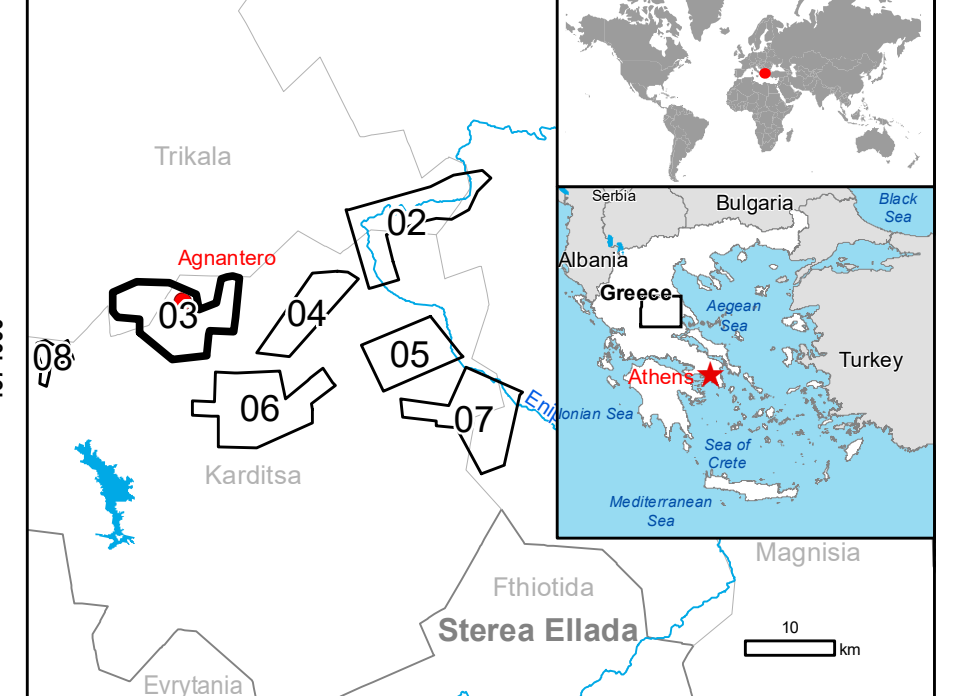 Trikala
02
Agnantero
03
04
05
08
06
07
Karditsa
Fthiotida
Sterea Ellada
Evrytania
Magnisia
10
km
Serbia
Bulgaria
Black
Sea
Albania
Greece
Aegean
Sea
Turkey
Athens
Ionian Sea
Sea of
Crete
Mediterranean
Sea